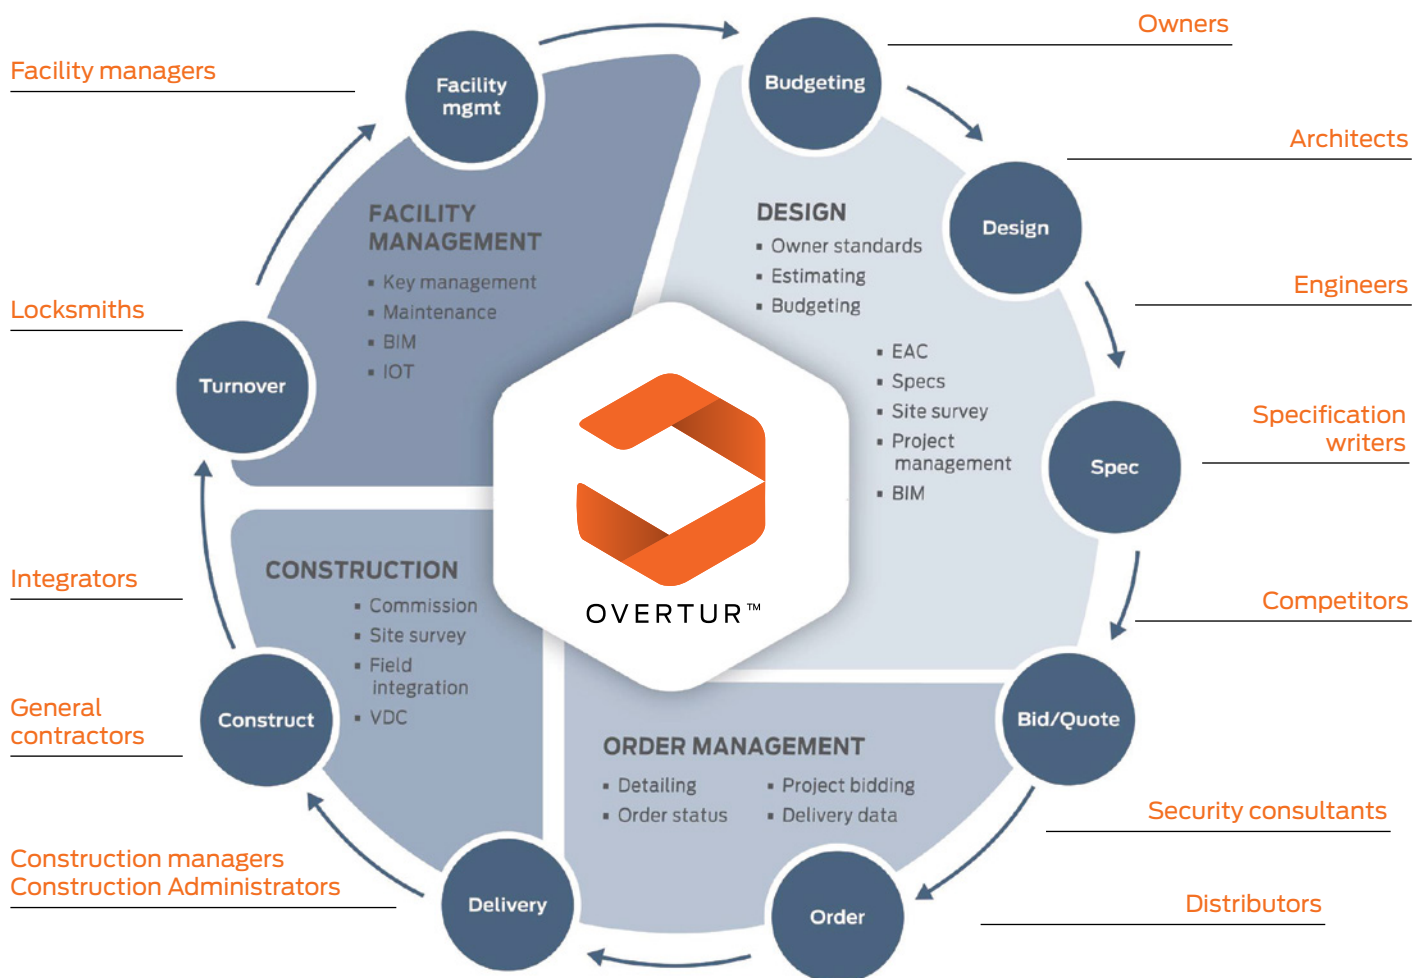 Owners
Facility managers
Facility
mgmt
Budgeting
Architects
FACILITY
MANAGEMENT
▪ Key management
▪ Maintenance
▪ BIM
▪ IOT
DESIGN
▪ Owner standards
▪ Estimating
▪ Budgeting
▪ EAC
▪ Specs
▪ Site survey
▪ Project
management
▪ BIM
Design
Engineers
Locksmiths
Turnover
Specification
writers
Spec
OVERTUR™
Integrators
CONSTRUCTION
▪ Commission
▪ Site survey
▪ Field
integration
▪ VDC
Competitors
General
contractors
Construct
Bid/Quote
ORDER MANAGEMENT
▪ Detailing
▪ Order status
▪ Project bidding
▪ Delivery data
Security consultants
Construction managers
Construction Administrators
Delivery
Order
Distributors